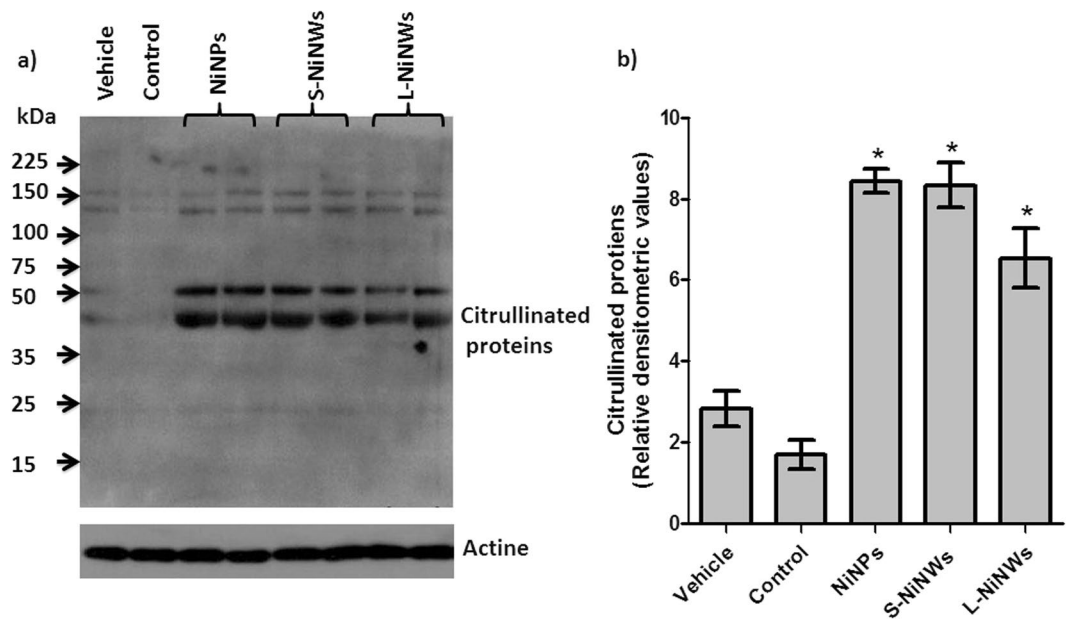 a)
Vehicle
Control
NiNPs
S-NiNWs
L-NiNWs
kDa
225
150
100
75
50
35
25
15
Citrullinated
proteins
Actine
b)
Citrullinated protiens
(Relative densitometric values)
10
8
6
4
2
0
*
*
*
Vehicle
Control
NiNPs
S-NiNWs
L-NiNWs